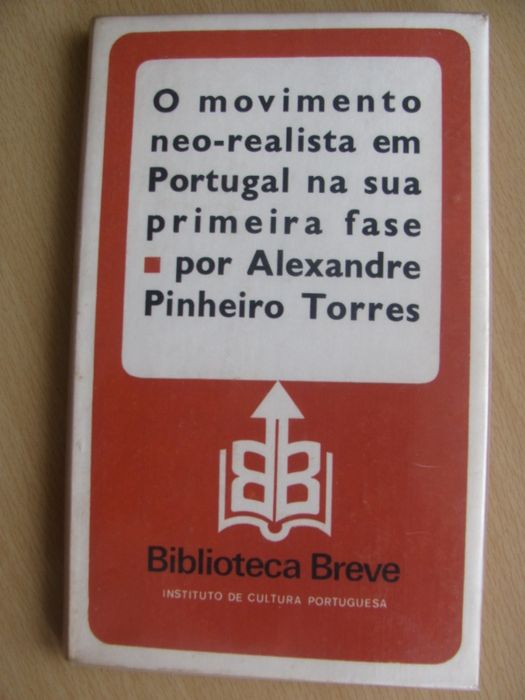 O movimento
neo-realista em
Portugal na sua
primeira fase
■ por Alexandre
Pinheiro Torres
BB
Biblioteca Breve
INSTITUTO DE CULTURA PORTUGUESA